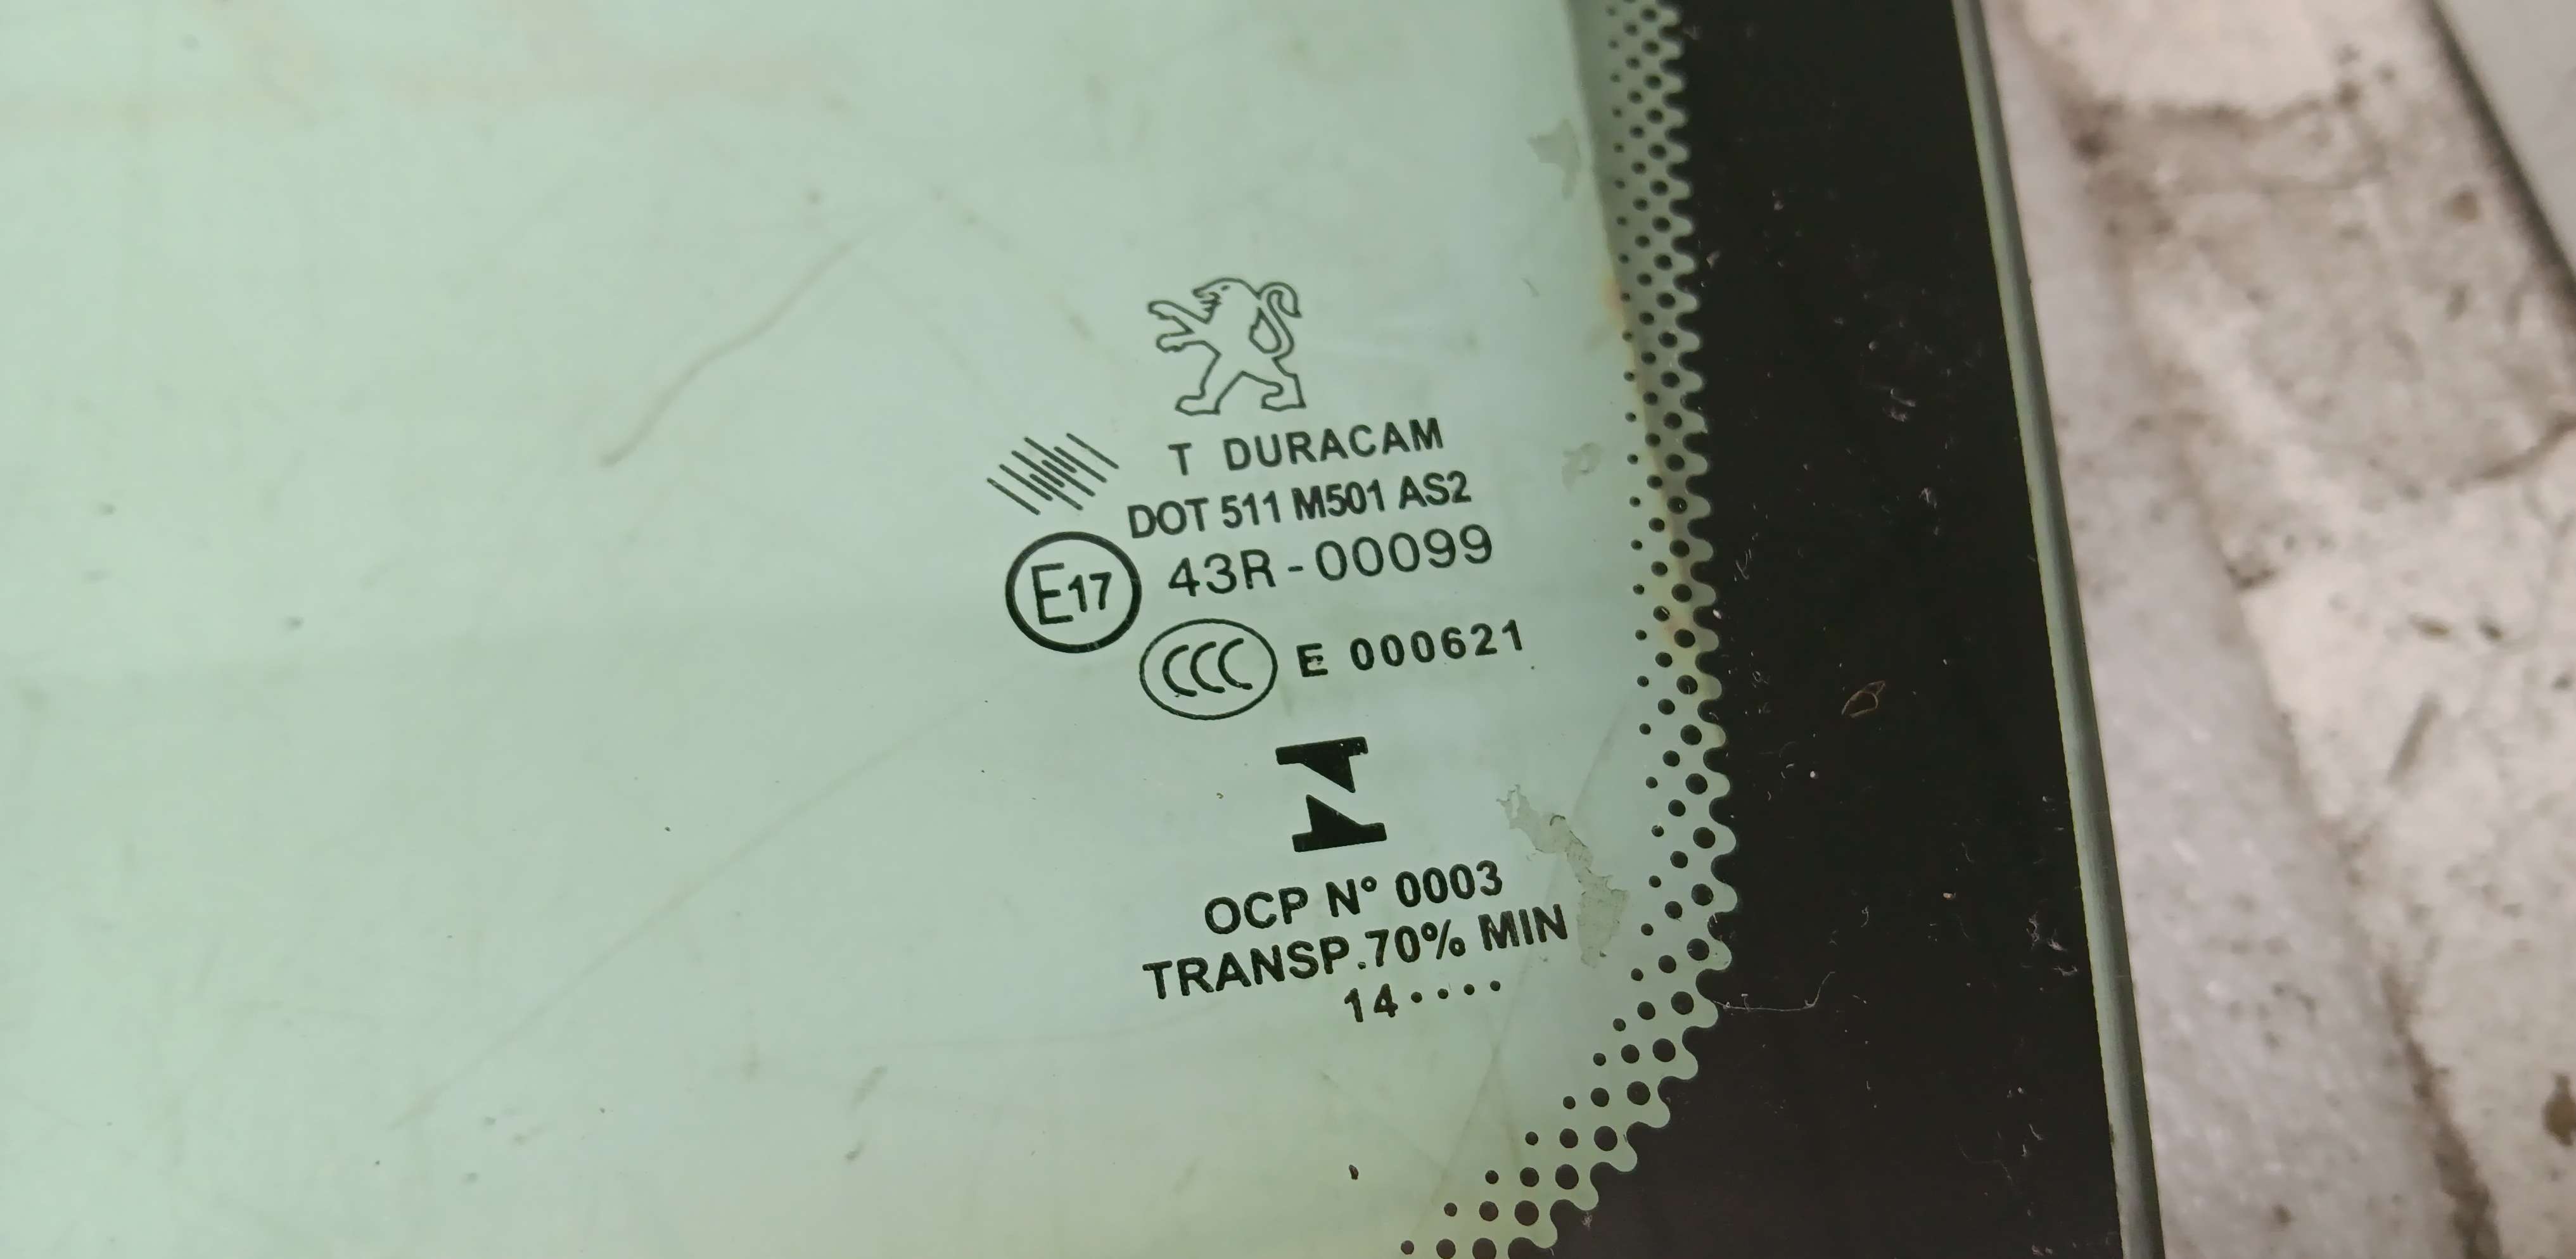 T DURACAM
DOT 511 M501 AS2
E17 43R-00099
CCC E 000621
OCP N° 0003
TRANSP.70% MIN
14····